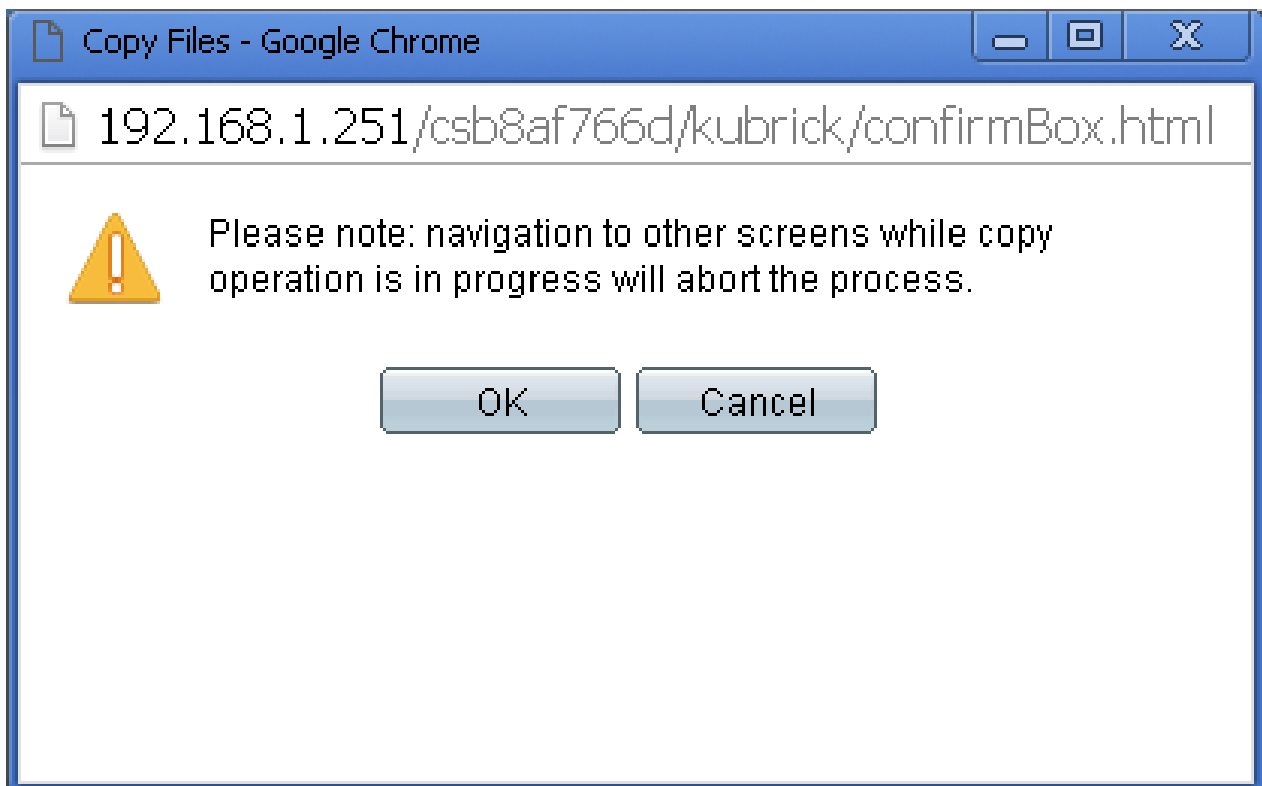 Copy Files - Google Chrome
192.168.1.251/csb8af766d/kubrick/confirmBox.html
Please note: navigation to other screens while copy
operation is in progress will abort the process.
OK Cancel